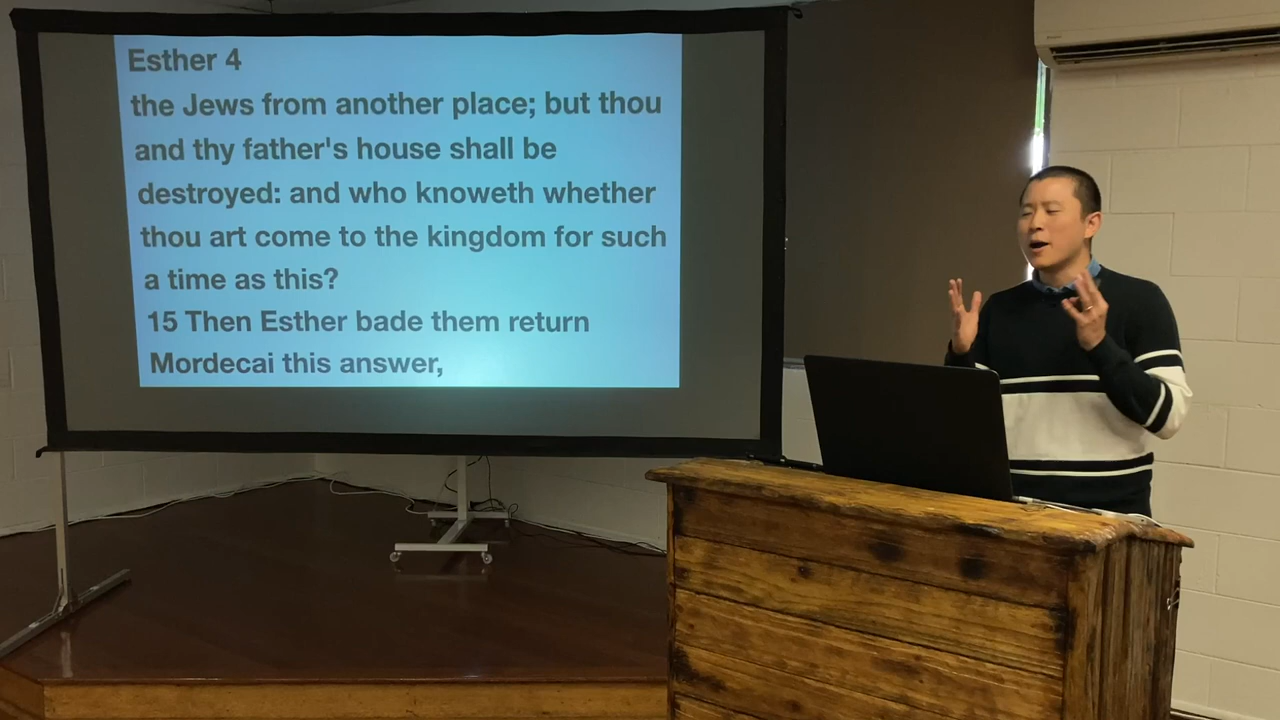 Esther 4
the Jews from another place; but thou
and thy father's house shall be
destroyed: and who knoweth whether
thou art come to the kingdom for such
a time as this?
15 Then Esther bade them return
Mordecai this answer,